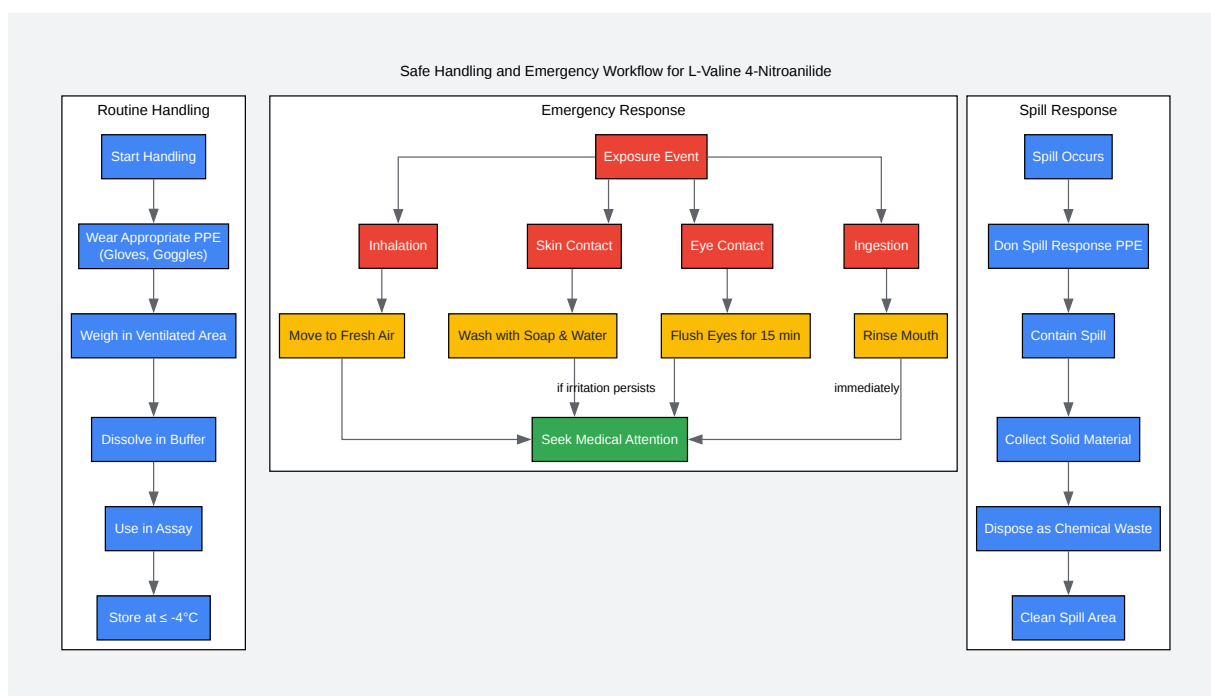 Safe Handling and Emergency Workflow for L-Valine 4-Nitroanilide
Routine Handling
Start Handling
Wear Appropriate PPE
(Gloves, Goggles)
Weigh in Ventilated Area
Dissolve in Buffer
Use in Assay
Store at ≤ -4°C
Emergency Response
Exposure Event
Inhalation
Skin Contact
Eye Contact
Ingestion
Move to Fresh Air
Wash with Soap & Water
Flush Eyes for 15 min
Rinse Mouth
if irritation persists
immediately
Seek Medical Attention
Spill Response
Spill Occurs
Don Spill Response PPE
Contain Spill
Collect Solid Material
Dispose as Chemical Waste
Clean Spill Area